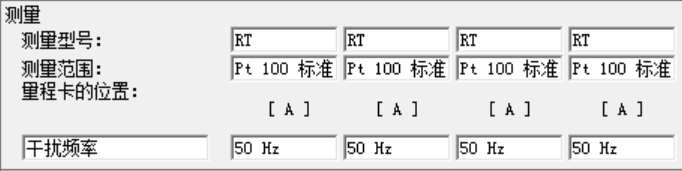 测量
测量型号: RT RT RT RT
测量范围: Pt 100 标准 Pt 100 标准 Pt 100 标准 Pt 100 标准
量程卡的位置:
[ A ] [ A ] [ A ] [ A ]
干扰频率 50 Hz 50 Hz 50 Hz 50 Hz